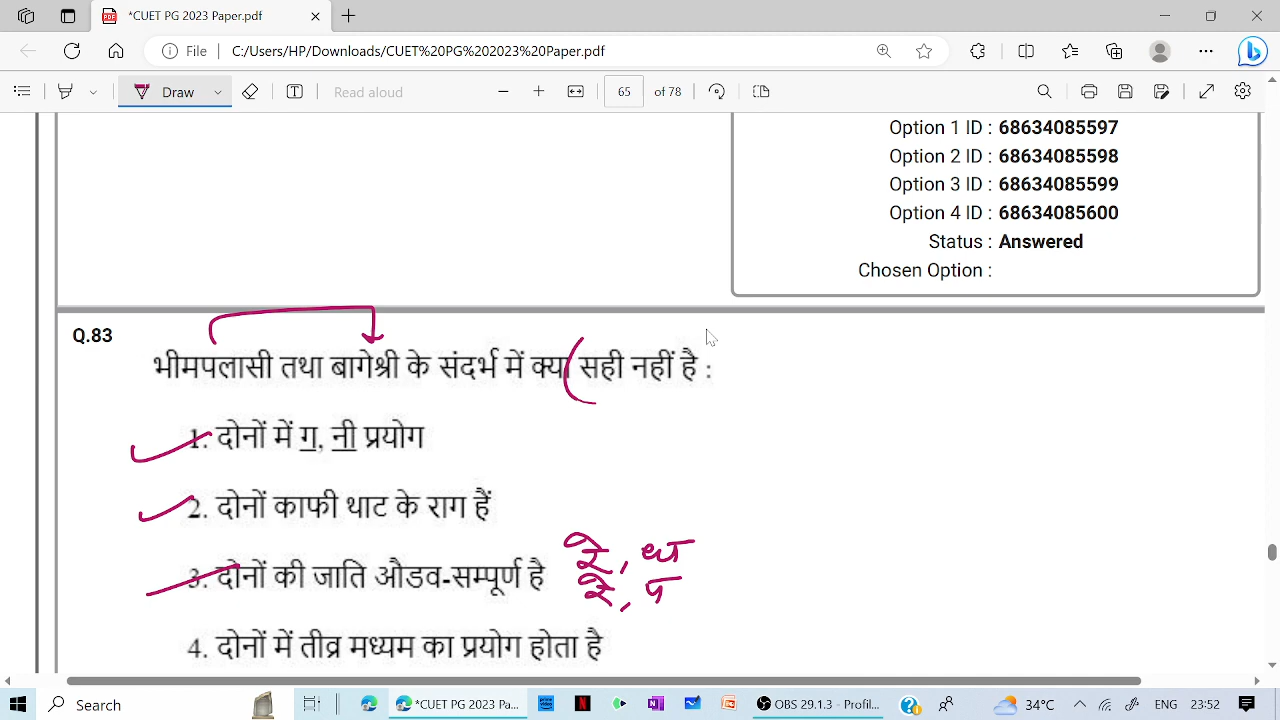 *CUET PG 2023 Paper.pdf
File C:/Users/HP/Downloads/CUET%20PG%202023%20Paper.pdf
Draw Read aloud 65 of 78
Option 1 ID : 68634085597
Option 2 ID : 68634085598
Option 3 ID : 68634085599
Option 4 ID : 68634085600
Status : Answered
Chosen Option :
Q.83
भीमपलासी तथा बागेश्री के संदर्भ में क्या सही नहीं है :
1. दोनों में ग॒, नी॒ प्रयोग
2. दोनों काफी थाट के राग हैं
रे, ध
3. दोनों की जाति औडव-सम्पूर्ण है
रे, प
4. दोनों में तीव्र मध्यम का प्रयोग होता है
Search *CUET PG 2023 Pa... OBS 29.1.3 - Profil... 34°C ENG 23:52